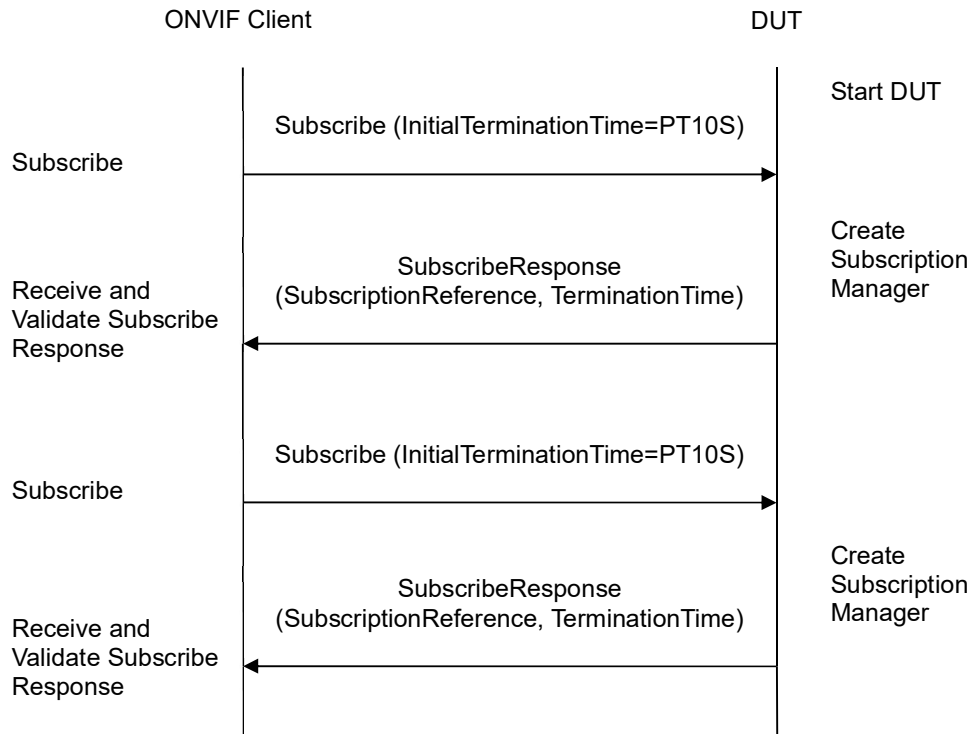 ONVIF Client
DUT
Start DUT
Subscribe (InitialTerminationTime=PT10S)
Subscribe
Create
Subscription
Manager
SubscribeResponse
(SubscriptionReference, TerminationTime)
Receive and
Validate Subscribe
Response
Subscribe (InitialTerminationTime=PT10S)
Subscribe
Create
Subscription
Manager
SubscribeResponse
(SubscriptionReference, TerminationTime)
Receive and
Validate Subscribe
Response